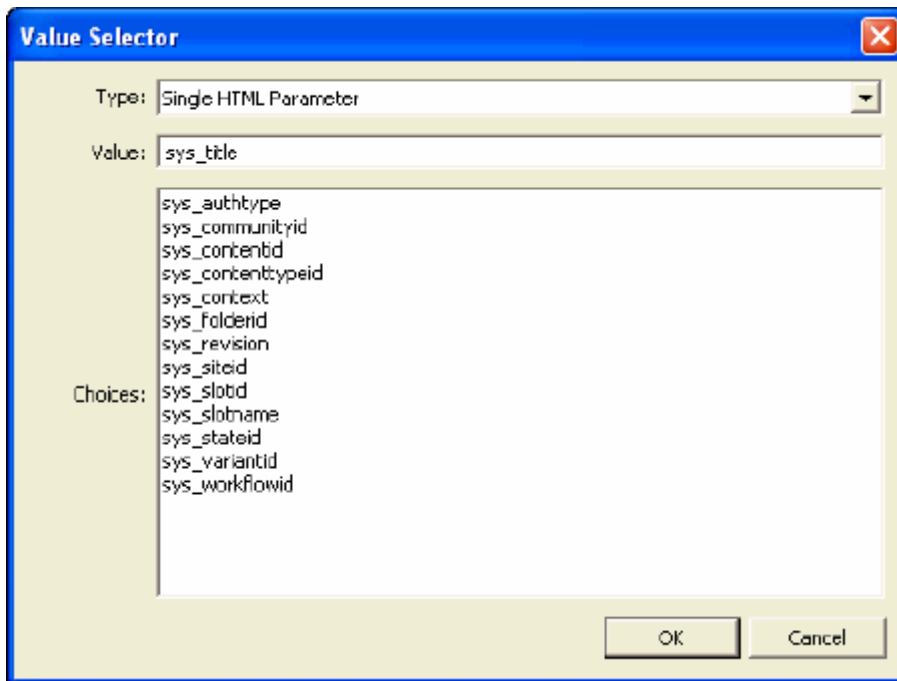 Value Selector
Type: Single HTML Parameter
Value: sys_title
Choices:
sys_authtype
sys_communityid
sys_contentid
sys_contenttypeid
sys_context
sys_folderid
sys_revision
sys_siteid
sys_slotid
sys_slotname
sys_stateid
sys_variantid
sys_workflowid
OK Cancel